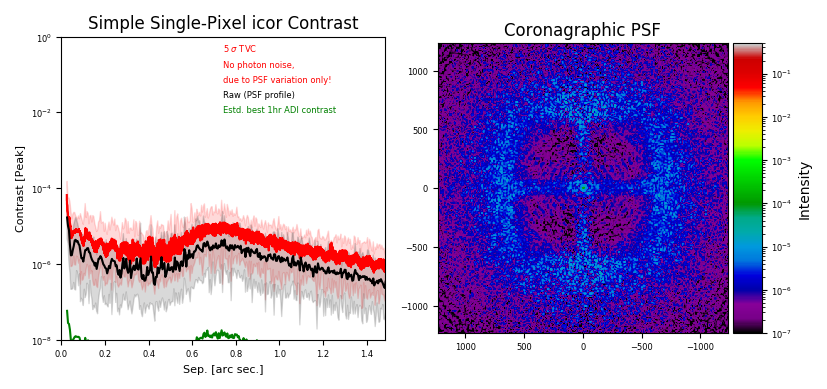 Simple Single-Pixel icor Contrast
Contrast [Peak]
10⁰
10⁻²
10⁻⁴
10⁻⁶
10⁻⁸
5 σ TVC
No photon noise,
due to PSF variation only!
Raw (PSF profile)
Estd. best 1hr ADI contrast
0.0 0.2 0.4 0.6 0.8 1.0 1.2 1.4
Sep. [arc sec.]
Coronagraphic PSF
1000
500
0
−500
−1000
1000 500 0 −500 −1000
10⁻¹
10⁻²
10⁻³
10⁻⁴
10⁻⁵
10⁻⁶
10⁻⁷
Intensity